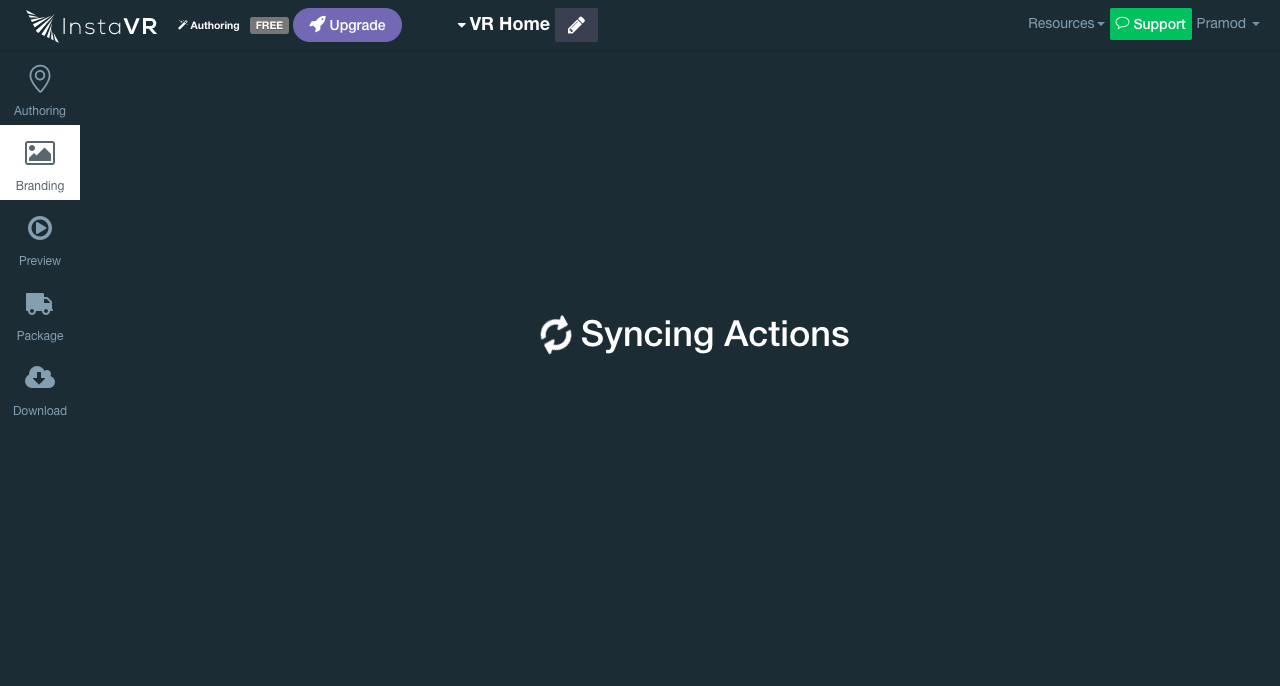 InstaVR Authoring FREE Upgrade VR Home Resources Support Pramod
Authoring
Branding
Preview
Package
Download
Syncing Actions